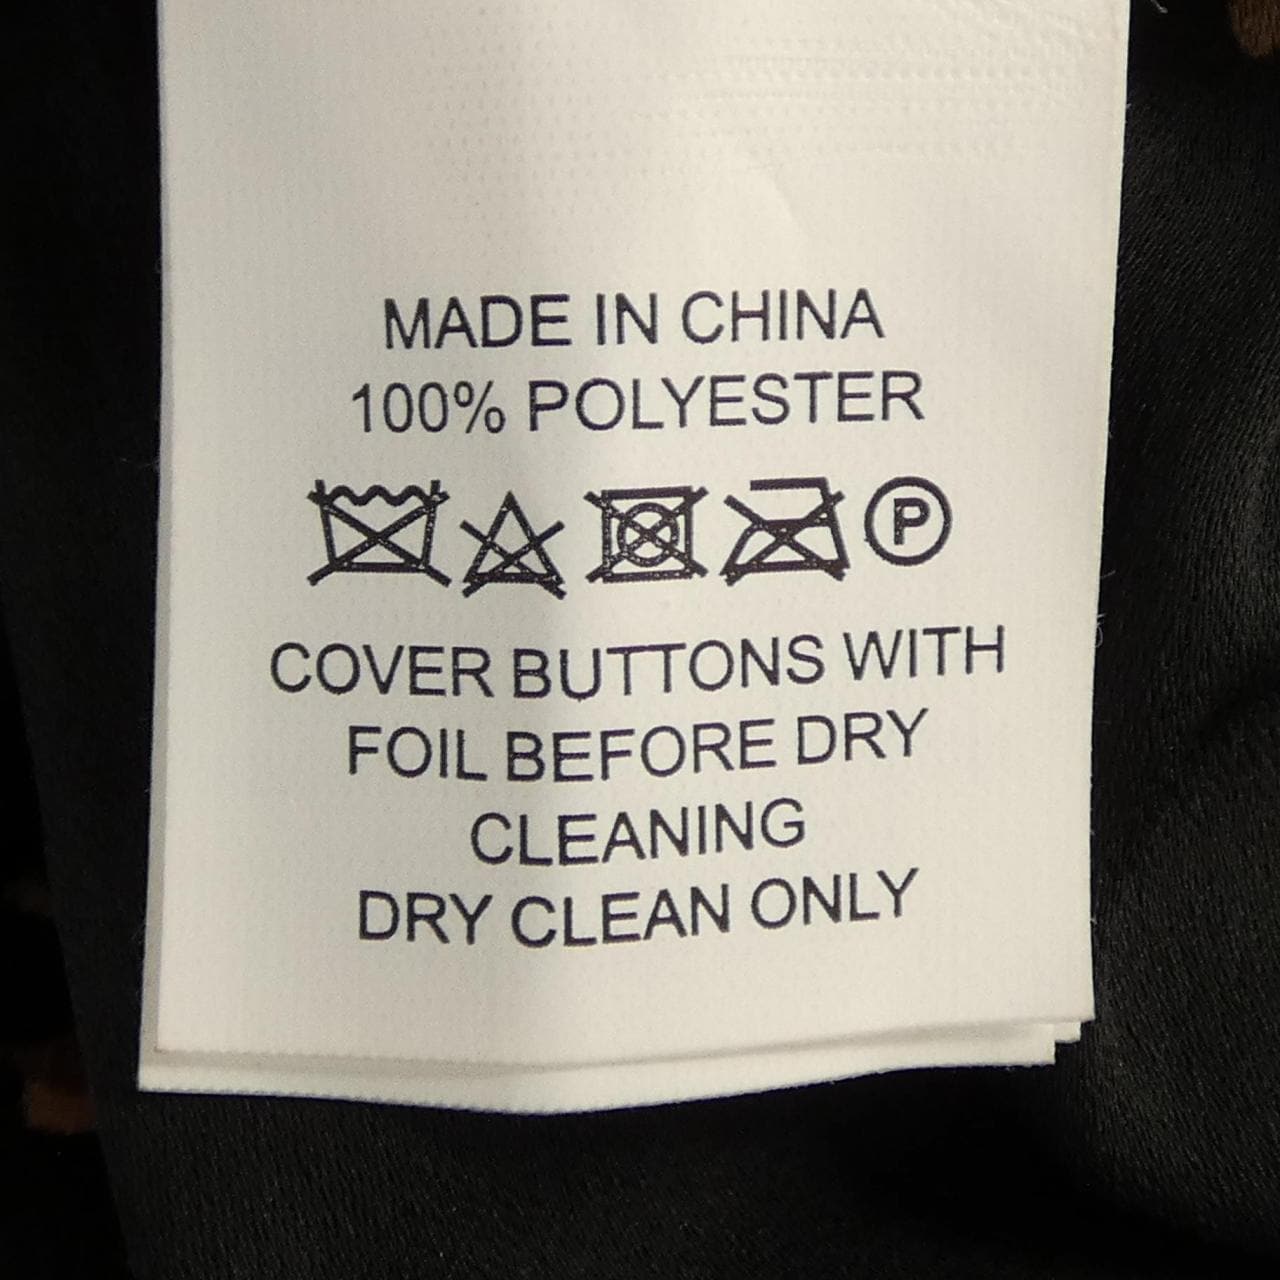 MADE IN CHINA
100% POLYESTER
P
COVER BUTTONS WITH
FOIL BEFORE DRY
CLEANING
DRY CLEAN ONLY